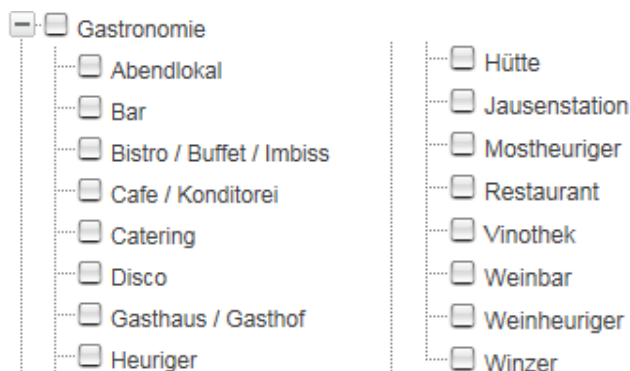 Gastronomie
Abendlokal
Bar
Bistro / Buffet / Imbiss
Cafe / Konditorei
Catering
Disco
Gasthaus / Gasthof
Heuriger
Hütte
Jausenstation
Mostheuriger
Restaurant
Vinothek
Weinbar
Weinheuriger
Winzer